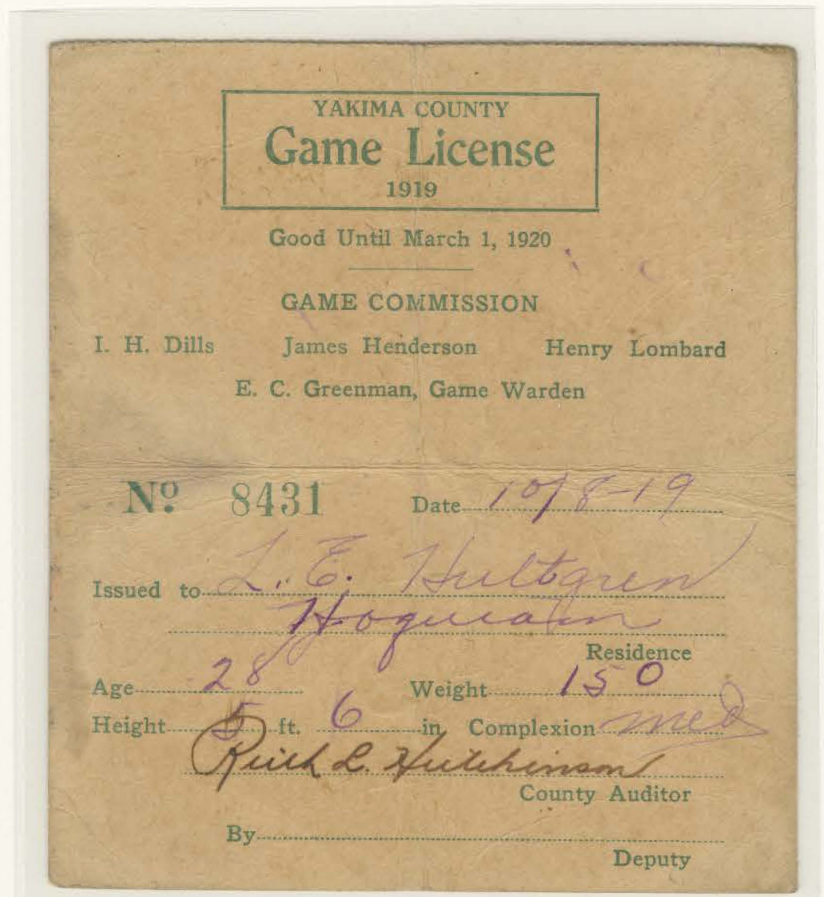 YAKIMA COUNTY
Game License
1919
Good Until March 1, 1920
GAME COMMISSION
I. H. Dills James Henderson Henry Lombard
E. C. Greenman, Game Warden
Nº 8431 Date 10/8-19
Issued to L. E. Hultgren
Hoquiam
Residence
Age 28 Weight 150
Height 5 ft. 6 in Complexion med
Ruth L. Hutchinson
County Auditor
By
Deputy